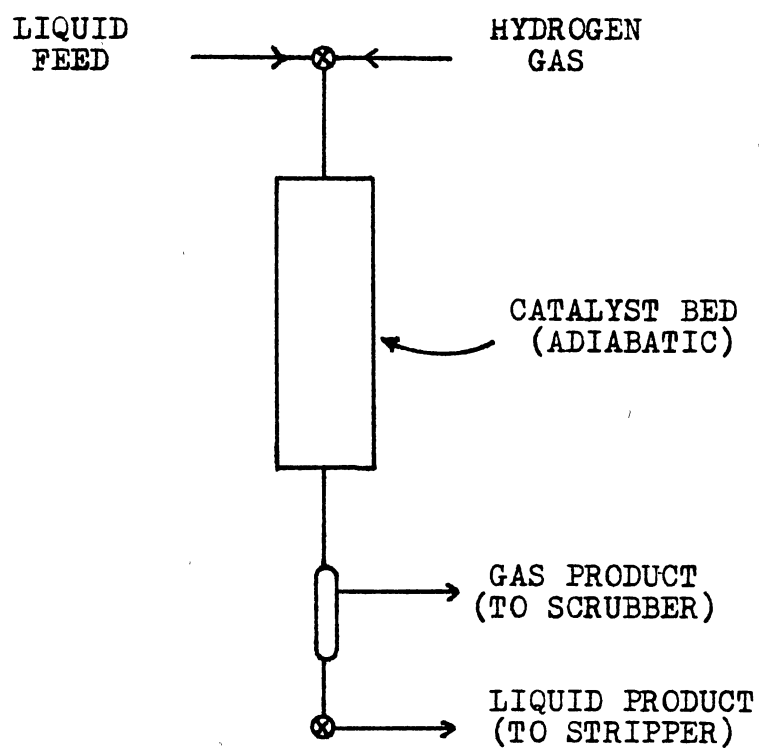 LIQUID
FEED
HYDROGEN
GAS
CATALYST BED
(ADIABATIC)
GAS PRODUCT
(TO SCRUBBER)
LIQUID PRODUCT
(TO STRIPPER)